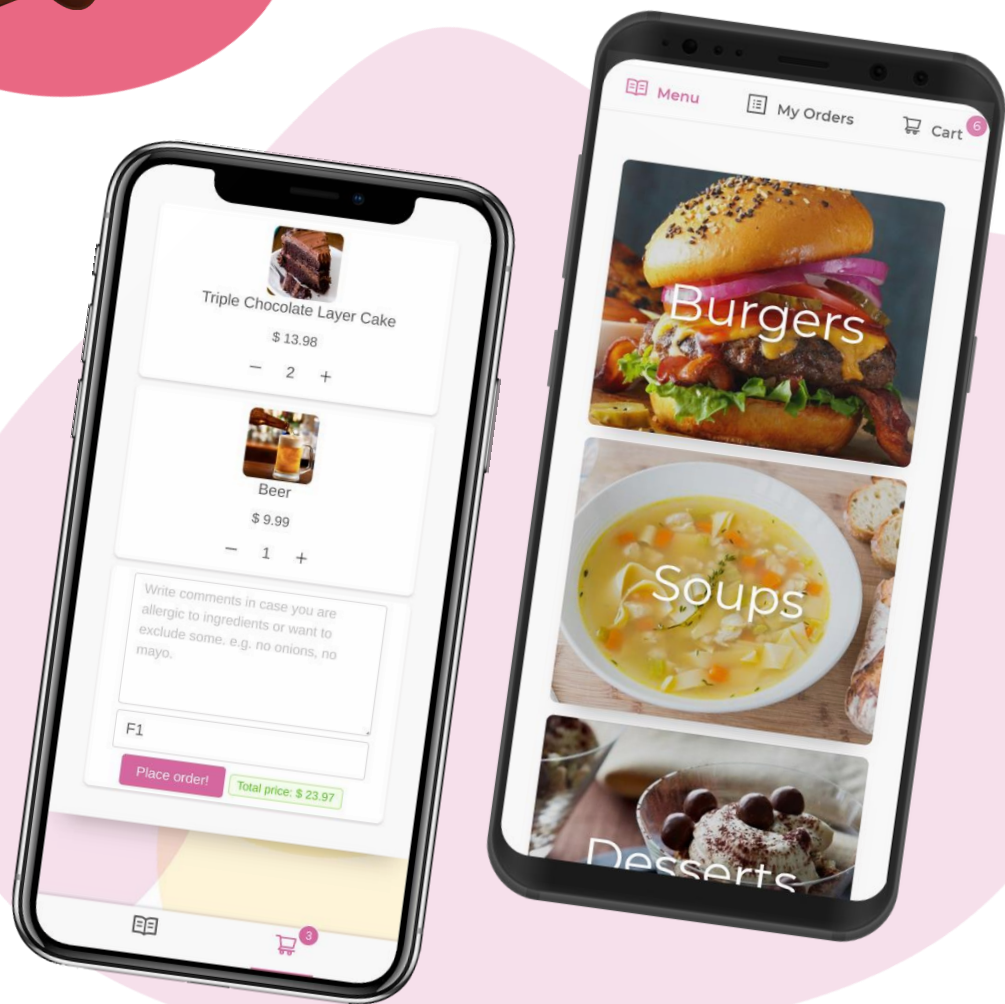 Triple Chocolate Layer Cake
$ 13.98
− 2 +
Beer
$ 9.99
− 1 +
Write comments in case you are
allergic to ingredients or want to
exclude some. e.g. no onions, no
mayo.
F1
Place order! Total price: $ 23.97
3
Menu My Orders Cart 6
Burgers
Soups
Desserts